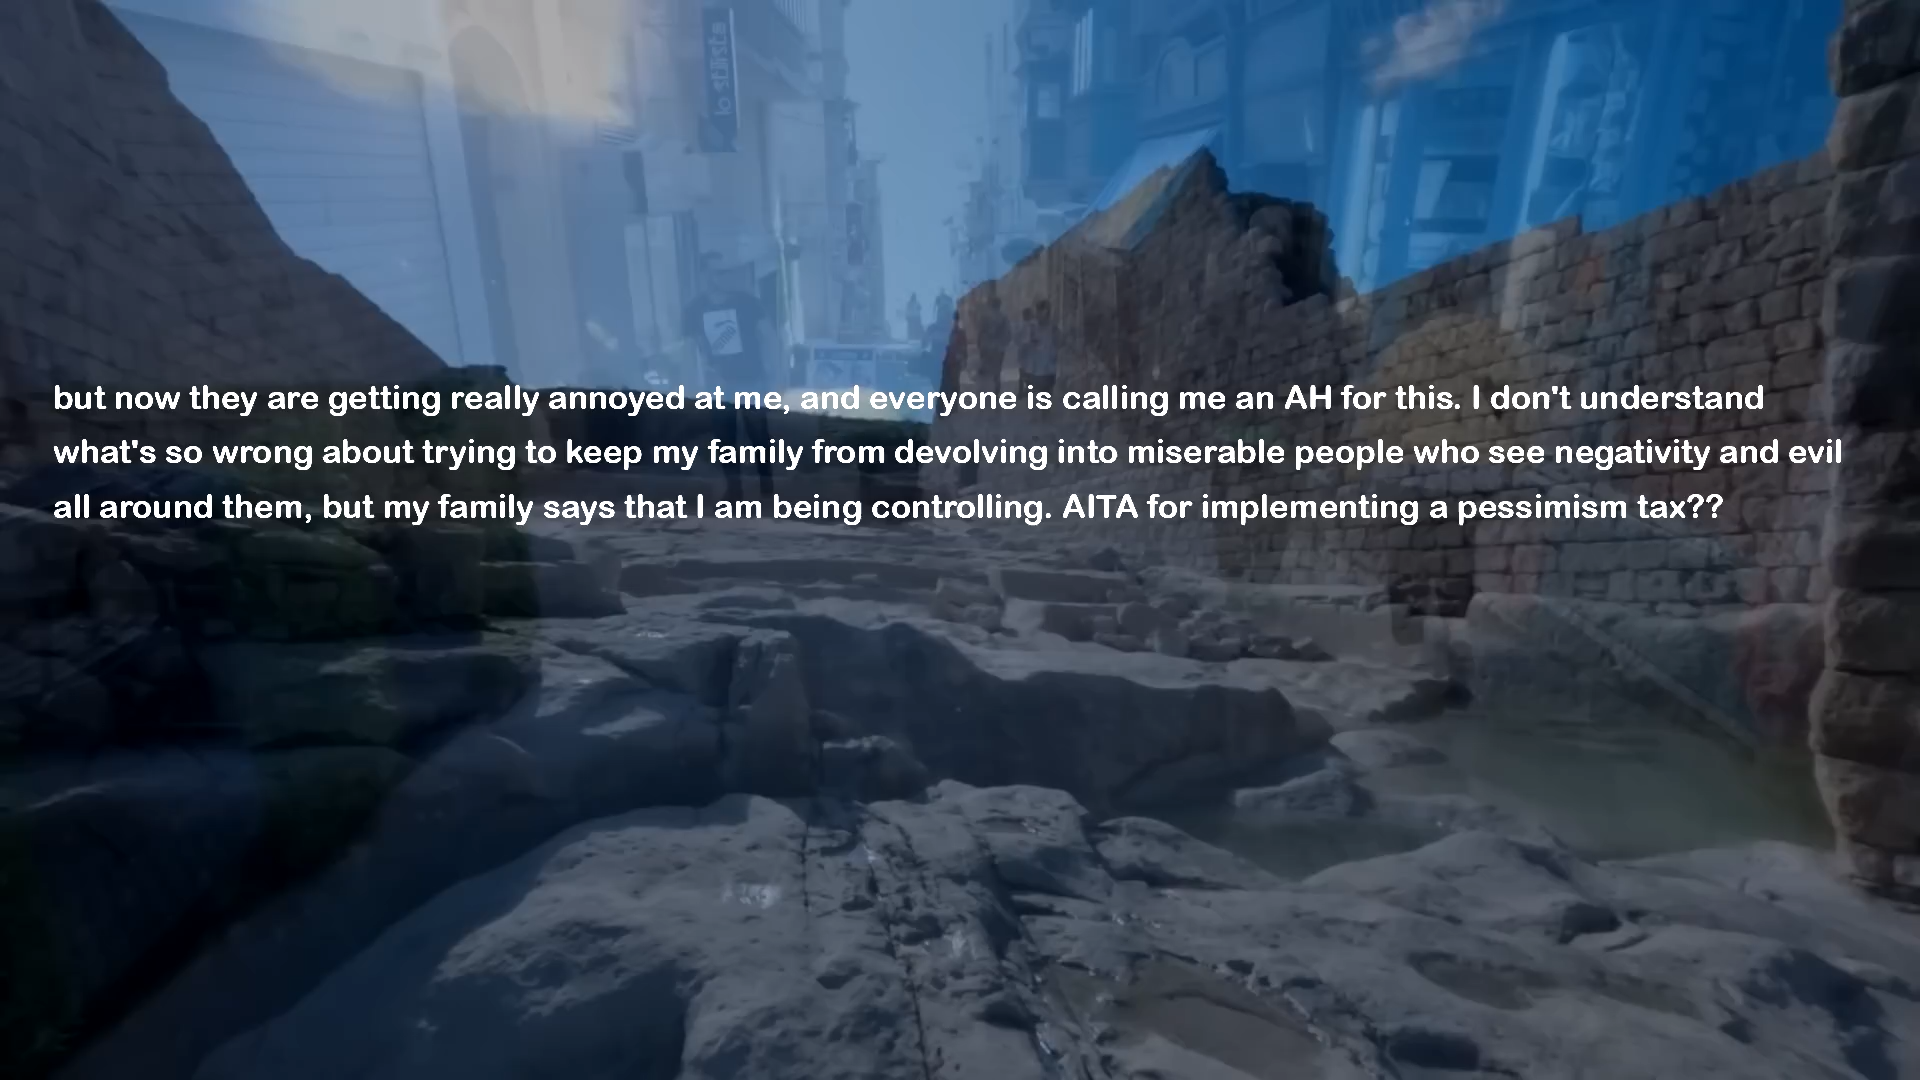 lo stilista
but now they are getting really annoyed at me, and everyone is calling me an AH for this. I don't understand
what's so wrong about trying to keep my family from devolving into miserable people who see negativity and evil
all around them, but my family says that I am being controlling. AITA for implementing a pessimism tax??